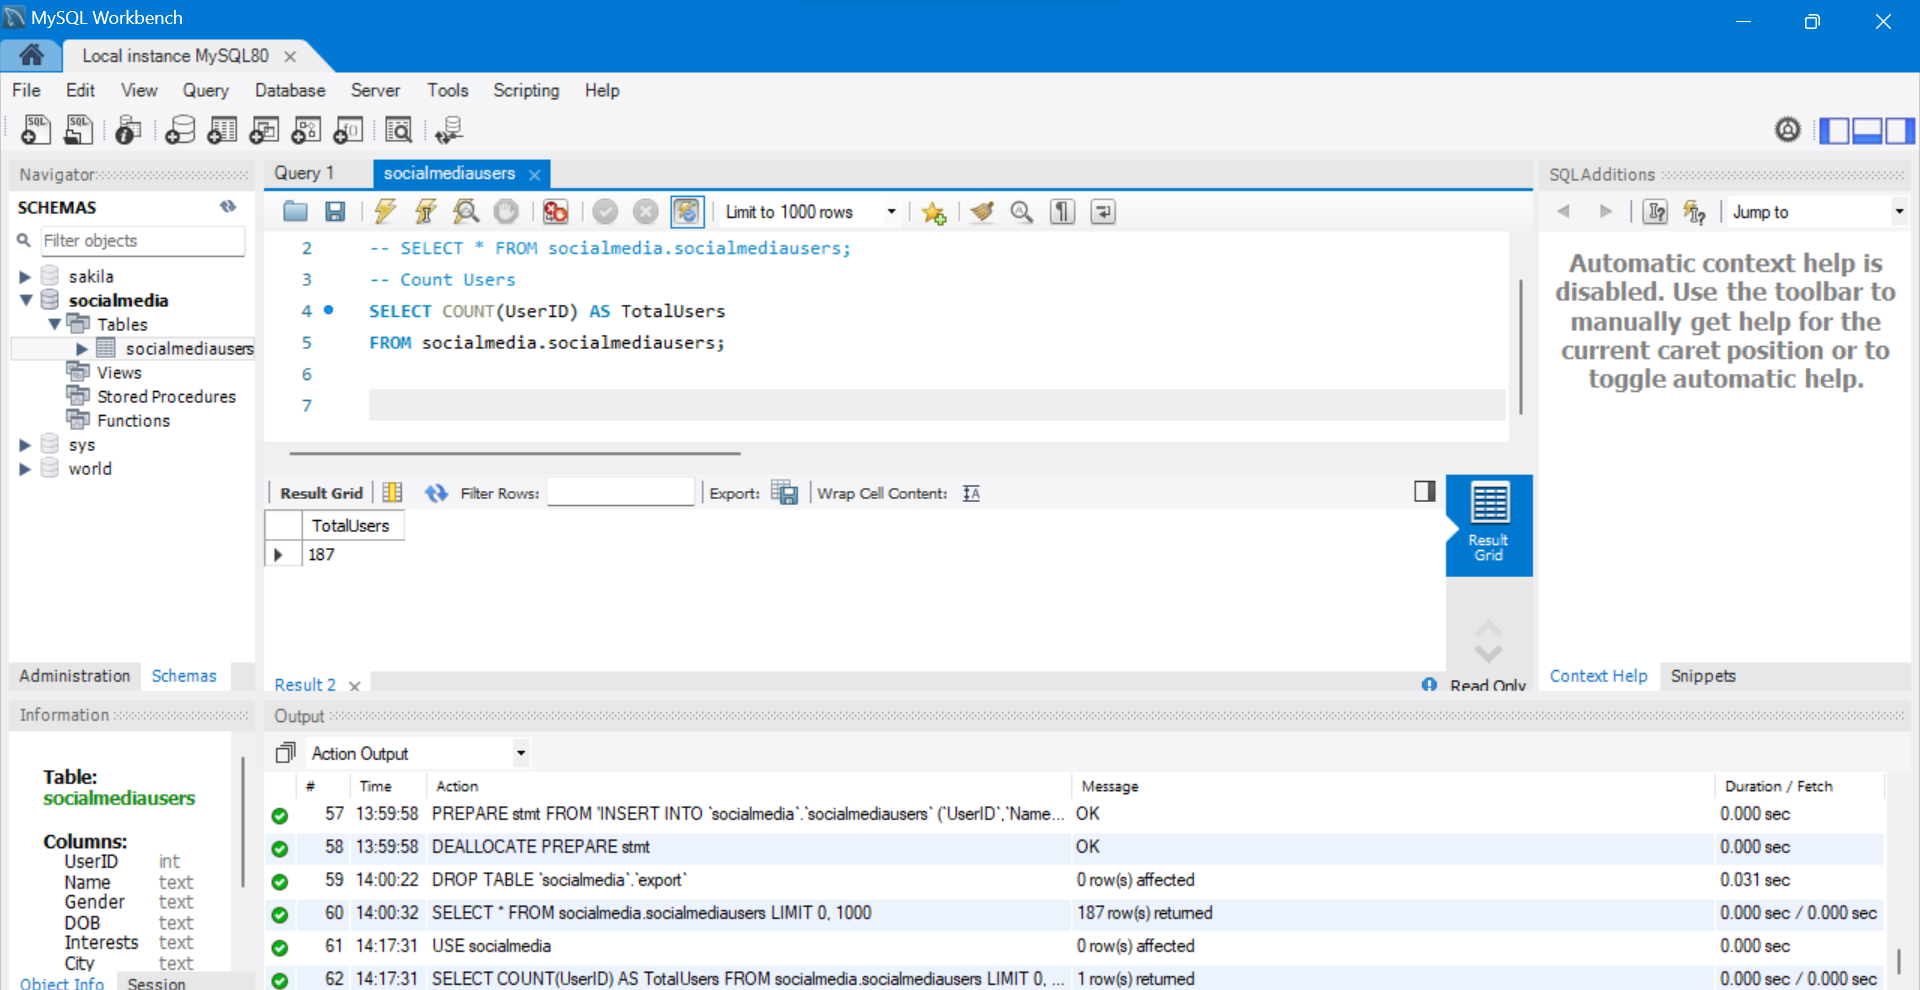 MySQL Workbench
Local instance MySQL80
File Edit View Query Database Server Tools Scripting Help
Navigator
SCHEMAS
Filter objects
sakila
socialmedia
Tables
socialmediausers
Views
Stored Procedures
Functions
sys
world
Administration Schemas
Query 1 socialmediausers
Limit to 1000 rows
2 -- SELECT * FROM socialmedia.socialmediausers;
3 -- Count Users
4 SELECT COUNT(UserID) AS TotalUsers
5 FROM socialmedia.socialmediausers;
6
7
Result Grid Filter Rows: Export: Wrap Cell Content:
TotalUsers
187
Result
Grid
Result 2
Read Only
SQLAdditions
Jump to
Automatic context help is
disabled. Use the toolbar to
manually get help for the
current caret position or to
toggle automatic help.
Context Help Snippets
Information
Table:
socialmediausers
Columns:
UserID int
Name text
Gender text
DOB text
Interests text
City text
Object Info Session
Output
Action Output
# Time Action Message Duration / Fetch
57 13:59:58 PREPARE stmt FROM 'INSERT INTO `socialmedia`.`socialmediausers` (`UserID`,`Name... OK 0.000 sec
58 13:59:58 DEALLOCATE PREPARE stmt OK 0.000 sec
59 14:00:22 DROP TABLE `socialmedia`.`export` 0 row(s) affected 0.031 sec
60 14:00:32 SELECT * FROM socialmedia.socialmediausers LIMIT 0, 1000 187 row(s) returned 0.000 sec / 0.000 sec
61 14:17:31 USE socialmedia 0 row(s) affected 0.000 sec
62 14:17:31 SELECT COUNT(UserID) AS TotalUsers FROM socialmedia.socialmediausers LIMIT 0, ... 1 row(s) returned 0.000 sec / 0.000 sec